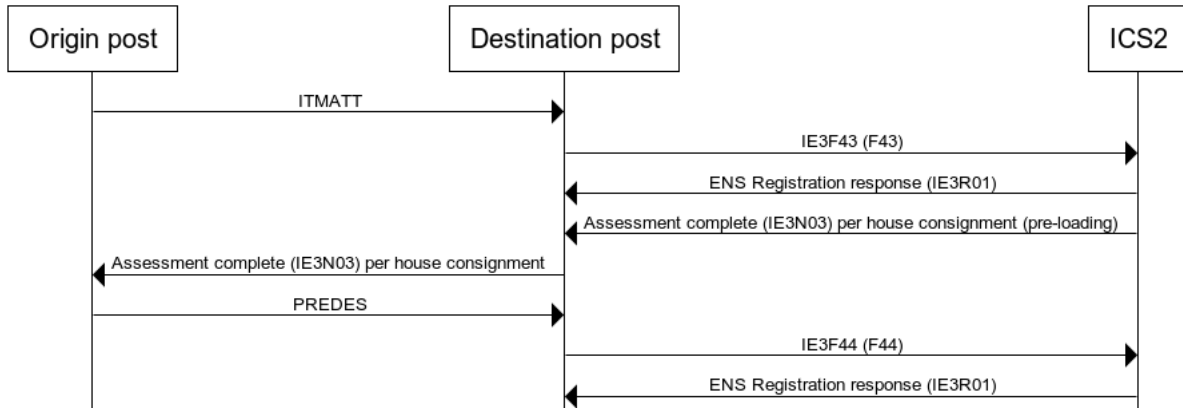 Origin post
Destination post
ICS2
ITMATT
IE3F43 (F43)
ENS Registration response (IE3R01)
Assessment complete (IE3N03) per house consignment (pre-loading)
Assessment complete (IE3N03) per house consignment
PREDES
IE3F44 (F44)
ENS Registration response (IE3R01)